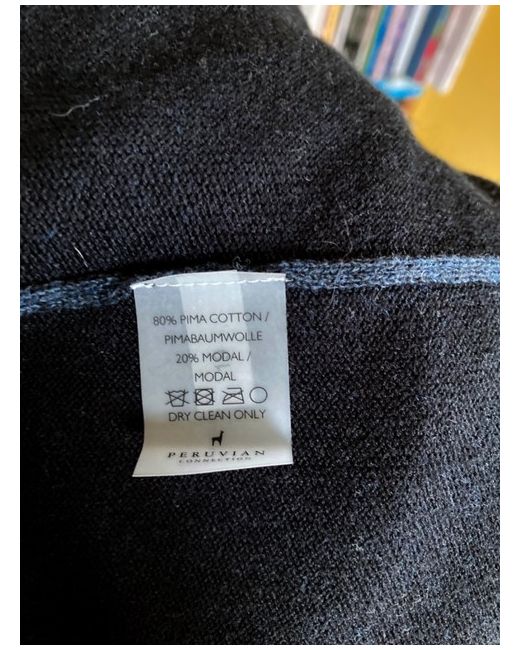 80% PIMA COTTON /
PIMABAUMWOLLE
20% MODAL /
MODAL
DRY CLEAN ONLY
PERUVIAN
CONNECTION